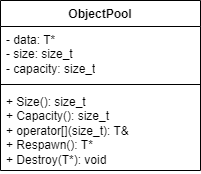 ObjectPool
- data: T*
- size: size_t
- capacity: size_t
+ Size(): size_t
+ Capacity(): size_t
+ operator[](size_t): T&
+ Respawn(): T*
+ Destroy(T*): void